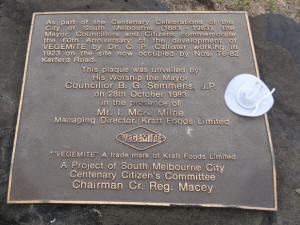 As part of the Centenary Celebrations of the
City of South Melbourne (1883 - 1983), the
Mayor, Councillors and Citizens commemorate
the 60th Anniversary of the development of
VEGEMITE* by Dr. C. P. Callister working in
1923 on the site now occupied by Nos. 76-82
Kerferd Road.
This plaque was unveiled by
His Worship the Mayor
Councillor B. G. Semmens, J.P.
on 28th October 1983
in the presence of
Mr. I. McK. Milne
Managing Director, Kraft Foods Limited
VEGEMITE
*"VEGEMITE" A trade mark of Kraft Foods Limited
A Project of South Melbourne City
Centenary Citizen's Committee
Chairman Cr. Reg. Macey